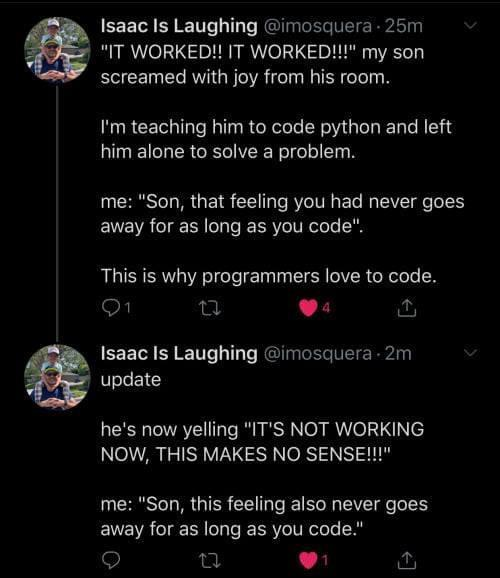 Isaac Is Laughing @imosquera · 25m
"IT WORKED!! IT WORKED!!!" my son
screamed with joy from his room.
I'm teaching him to code python and left
him alone to solve a problem.
me: "Son, that feeling you had never goes
away for as long as you code".
This is why programmers love to code.
1 4
Isaac Is Laughing @imosquera · 2m
update
he's now yelling "IT'S NOT WORKING
NOW, THIS MAKES NO SENSE!!!"
me: "Son, this feeling also never goes
away for as long as you code."
1